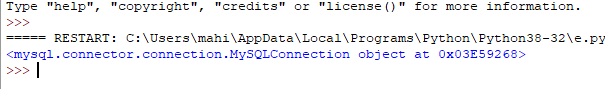 Type "help", "copyright", "credits" or "license()" for more information.
>>>
===== RESTART: C:\Users\mahi\AppData\Local\Programs\Python\Python38-32\e.py
<mysql.connector.connection.MySQLConnection object at 0x03E59268>
>>>